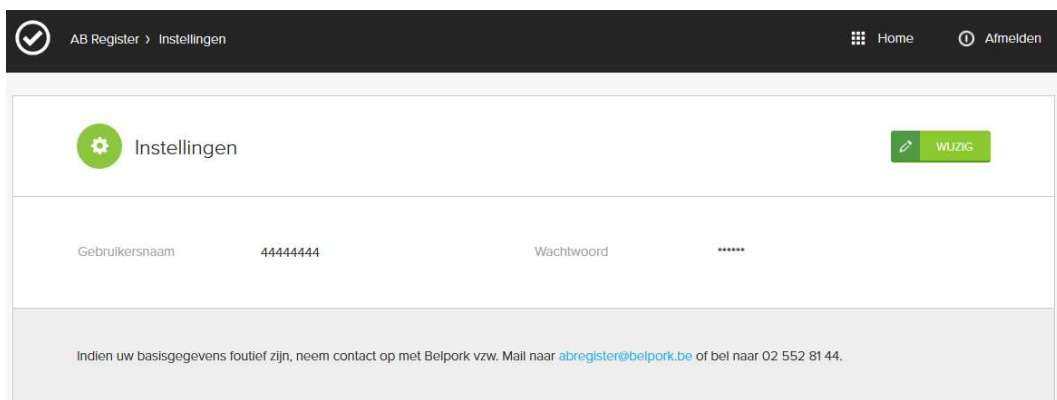 AB Register › Instellingen
Home
Afmelden
Instellingen
WIJZIG
Gebruikersnaam 44444444 Wachtwoord ******
Indien uw basisgegevens foutief zijn, neem contact op met Belpork vzw. Mail naar abregister@belpork.be of bel naar 02 552 81 44.